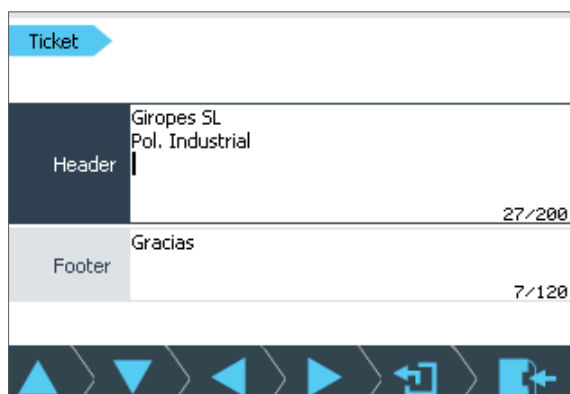 Ticket
Header
Giropes SL
Pol. Industrial
27/200
Footer
Gracias
7/120